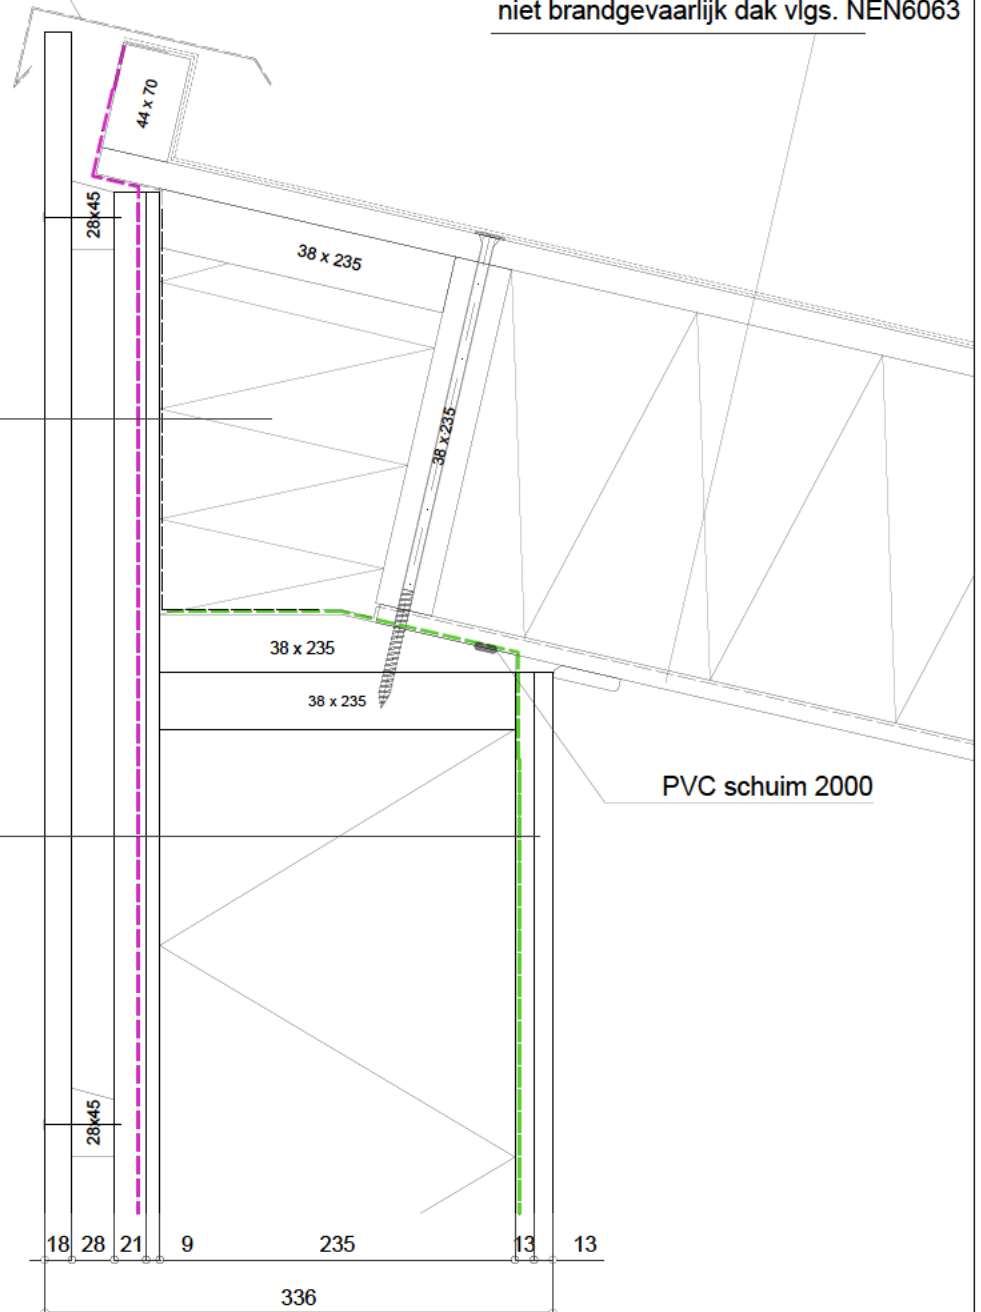 niet brandgevaarlijk dak vlgs. NEN6063
44 x 70
28x45
38 x 235
38 x 235
38 x 235
38 x 235
PVC schuim 2000
28x45
18 28 21 9 235 13 13
336